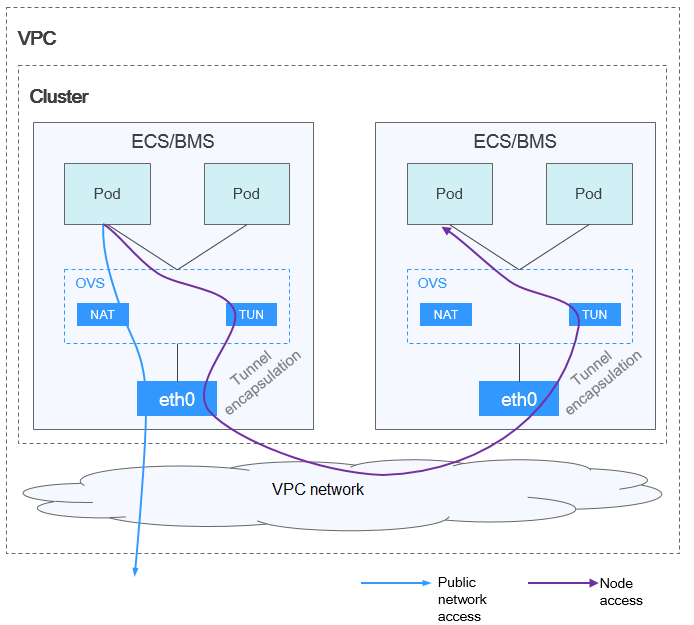 VPC
Cluster
ECS/BMS
Pod
Pod
OVS
NAT
TUN
Tunnel
encapsulation
eth0
ECS/BMS
Pod
Pod
OVS
NAT
TUN
Tunnel
encapsulation
eth0
VPC network
Public
network
access
Node
access